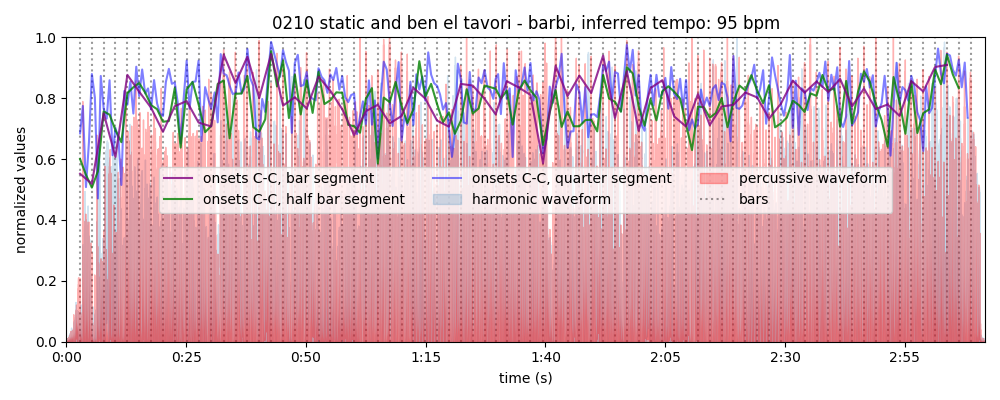 0210 static and ben el tavori - barbi, inferred tempo: 95 bpm
1.0
0.8
0.6
0.4
0.2
0.0
normalized values
onsets C-C, bar segment
onsets C-C, half bar segment
onsets C-C, quarter segment
harmonic waveform
percussive waveform
bars
0:00 0:25 0:50 1:15 1:40 2:05 2:30 2:55
time (s)